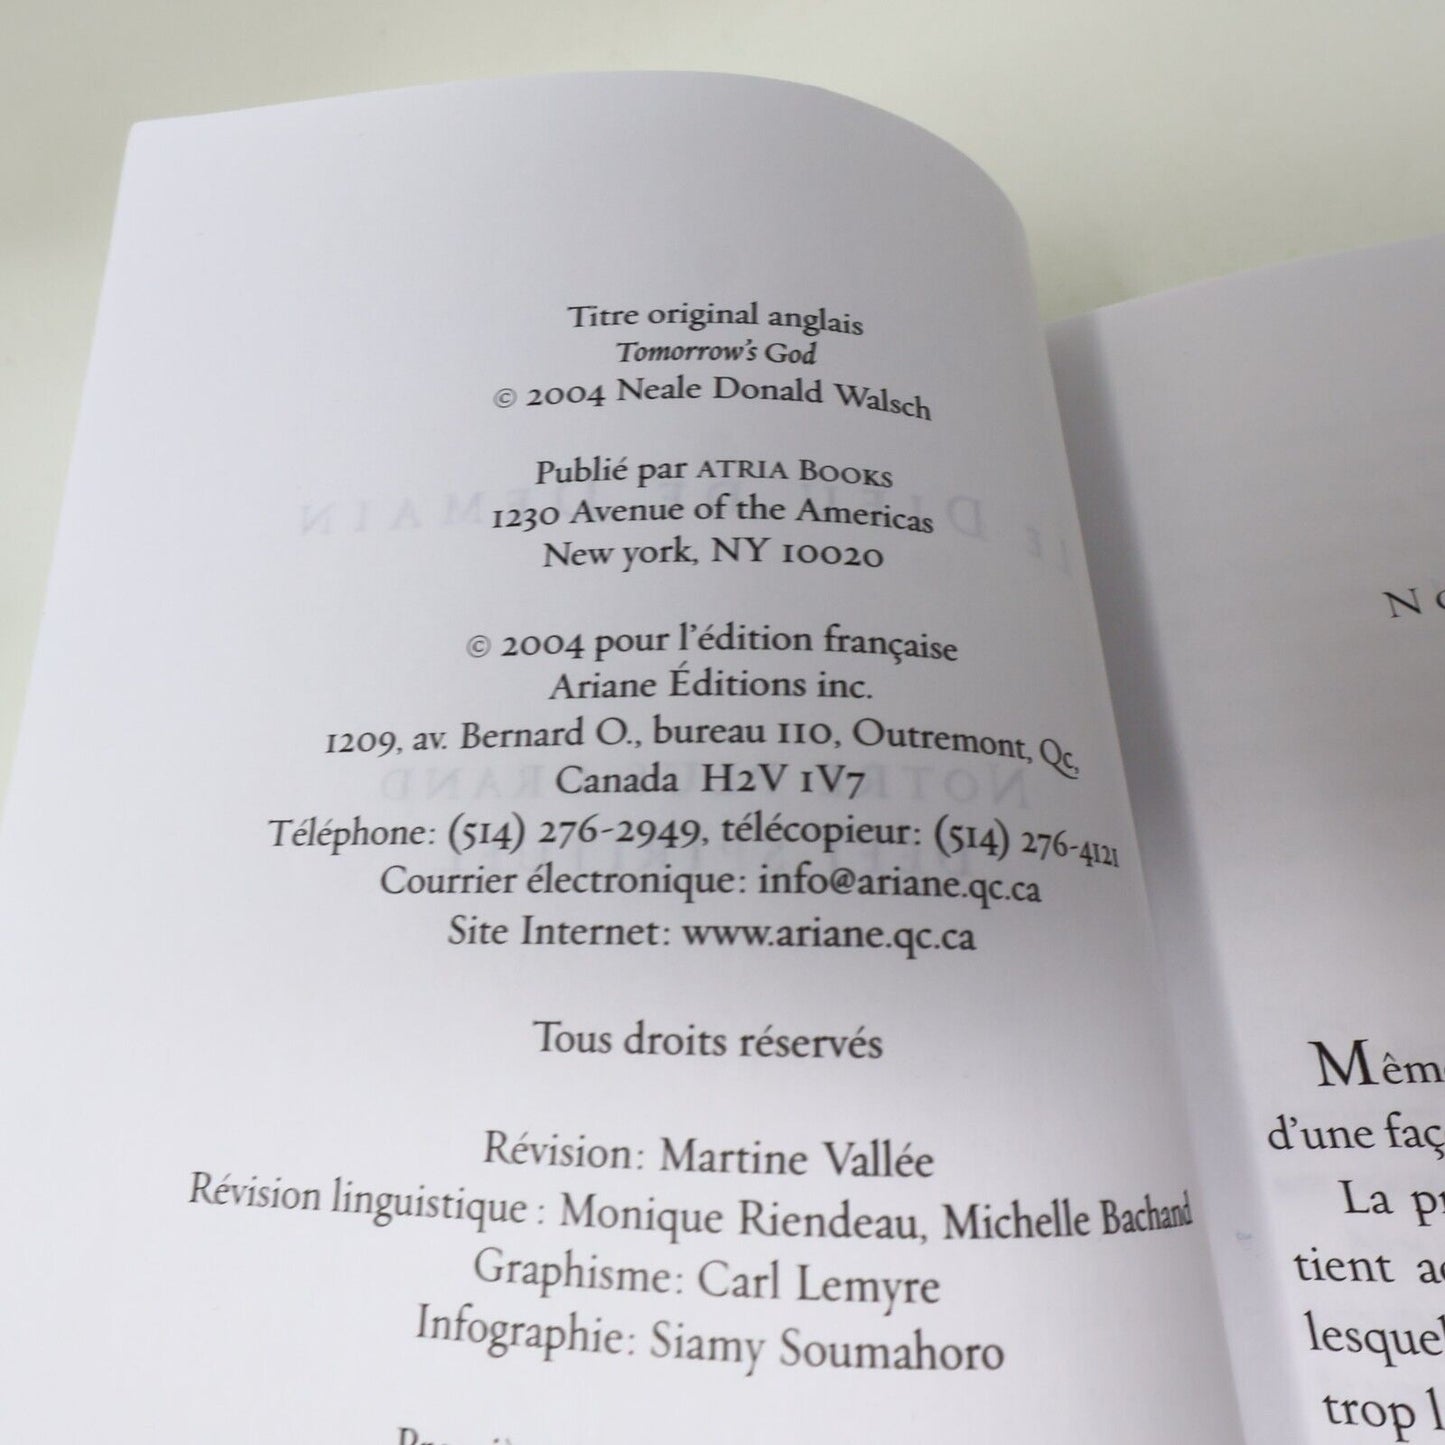 Titre original anglais
Tomorrow's God
© 2004 Neale Donald Walsch
Publié par ATRIA BOOKS
1230 Avenue of the Americas
New york, NY 10020
© 2004 pour l'édition française
Ariane Éditions inc.
1209, av. Bernard O., bureau 110, Outremont, Qc,
Canada H2V 1V7
Téléphone: (514) 276-2949, télécopieur: (514) 276-4121
Courrier électronique: info@ariane.qc.ca
Site Internet: www.ariane.qc.ca
Tous droits réservés
Révision: Martine Vallée
Révision linguistique : Monique Riendeau, Michelle Bachand
Graphisme: Carl Lemyre
Infographie: Siamy Soumahoro
d'une faç
La pr
tient
lesquel
trop l